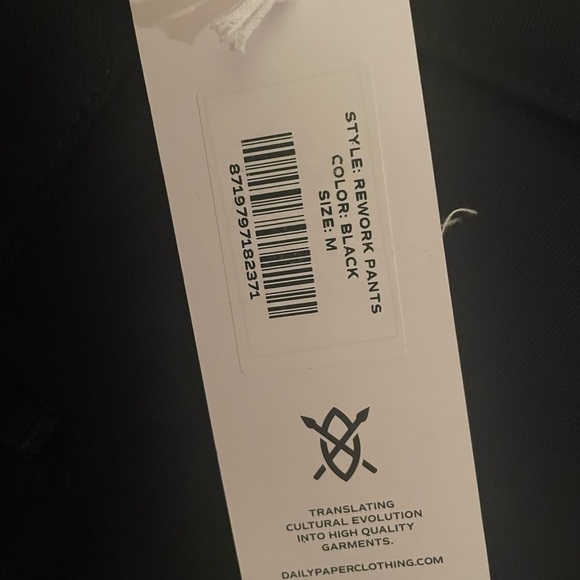 STYLE: REWORK PANTS
COLOR: BLACK
SIZE: M
8719797182371
TRANSLATING
CULTURAL EVOLUTION
INTO HIGH QUALITY
GARMENTS.
DAILYPAPERCLOTHING.COM